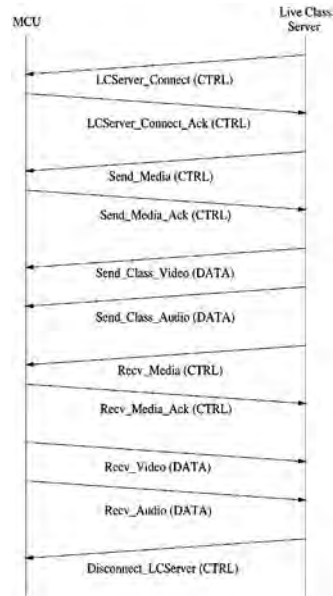 MCU
Live Class
Server
LCServer_Connect (CTRL)
LCServer_Connect_Ack (CTRL)
Send_Media (CTRL)
Send_Media_Ack (CTRL)
Send_Class_Video (DATA)
Send_Class_Audio (DATA)
Recv_Media (CTRL)
Recv_Media_Ack (CTRL)
Recv_Video (DATA)
Recv_Audio (DATA)
Disconnect_LCServer (CTRL)